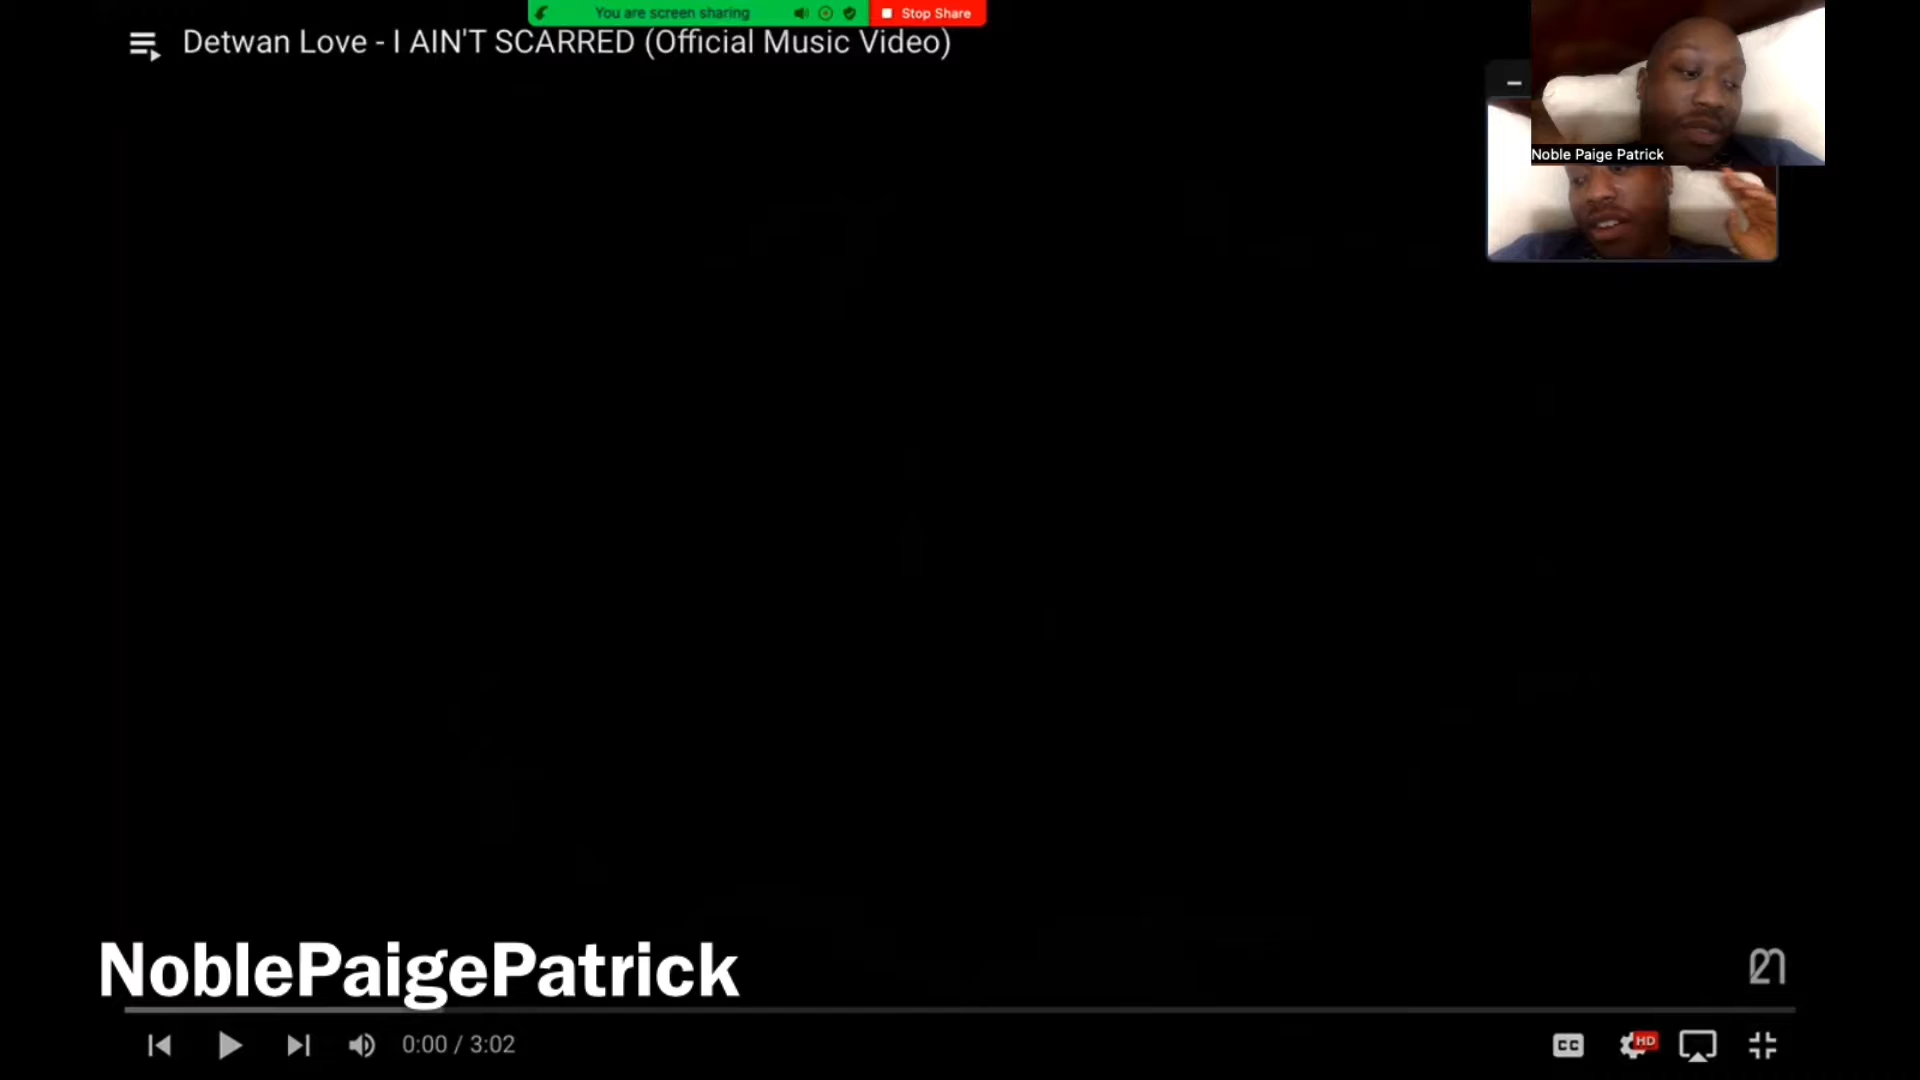 You are screen sharing
Stop Share
Detwan Love - I AIN'T SCARRED (Official Music Video)
Noble Paige Patrick
NoblePaigePatrick
0:00 / 3:02
CC
HD